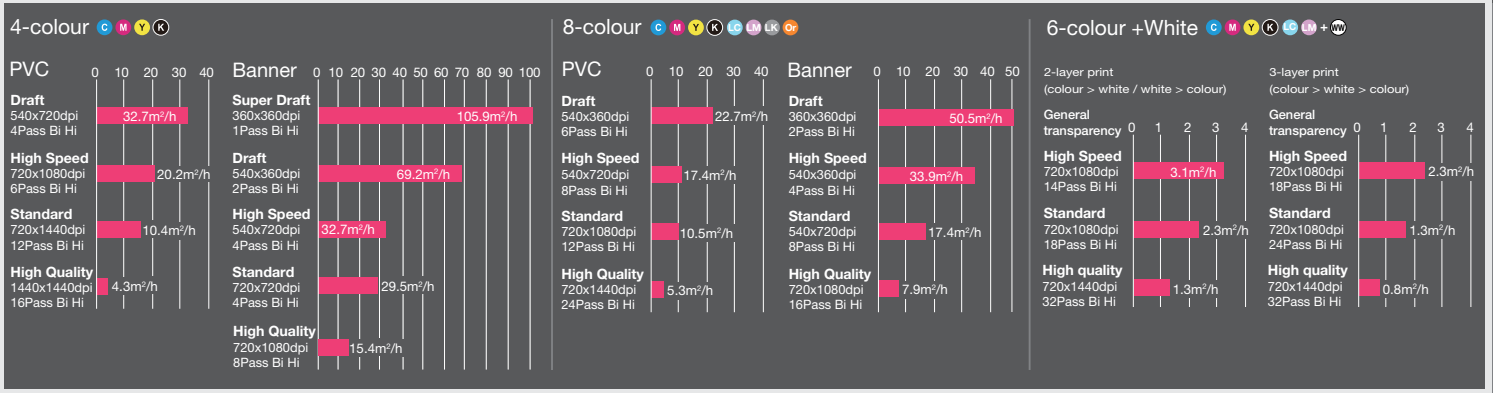 4-colour C M Y K
PVC 0 10 20 30 40
Draft
540x720dpi 32.7m²/h
4Pass Bi Hi
High Speed
720x1080dpi 20.2m²/h
6Pass Bi Hi
Standard
720x1440dpi 10.4m²/h
12Pass Bi Hi
High Quality
1440x1440dpi 4.3m²/h
16Pass Bi Hi
Banner 0 10 20 30 40 50 60 70 80 90 100
Super Draft
360x360dpi 105.9m²/h
1Pass Bi Hi
Draft
540x360dpi 69.2m²/h
2Pass Bi Hi
High Speed
540x720dpi 32.7m²/h
4Pass Bi Hi
Standard
720x720dpi 29.5m²/h
4Pass Bi Hi
High Quality
720x1080dpi 15.4m²/h
8Pass Bi Hi
8-colour C M Y K LC LM LK Or
PVC 0 10 20 30 40
Draft
540x360dpi 22.7m²/h
6Pass Bi Hi
High Speed
540x720dpi 17.4m²/h
8Pass Bi Hi
Standard
720x1080dpi 10.5m²/h
12Pass Bi Hi
High Quality
720x1440dpi 5.3m²/h
24Pass Bi Hi
Banner 0 10 20 30 40 50
Draft
360x360dpi 50.5m²/h
2Pass Bi Hi
High Speed
540x360dpi 33.9m²/h
4Pass Bi Hi
Standard
540x720dpi 17.4m²/h
8Pass Bi Hi
High Quality
720x1080dpi 7.9m²/h
16Pass Bi Hi
6-colour +White C M Y K LC LM + WW
2-layer print
(colour > white / white > colour)
General
transparency 0 1 2 3 4
High Speed
720x1080dpi 3.1m²/h
14Pass Bi Hi
Standard
720x1080dpi 2.3m²/h
18Pass Bi Hi
High quality
720x1440dpi 1.3m²/h
32Pass Bi Hi
3-layer print
(colour > white > colour)
General
transparency 0 1 2 3 4
High Speed
720x1080dpi 2.3m²/h
18Pass Bi Hi
Standard
720x1080dpi 1.3m²/h
24Pass Bi Hi
High quality
720x1440dpi 0.8m²/h
32Pass Bi Hi